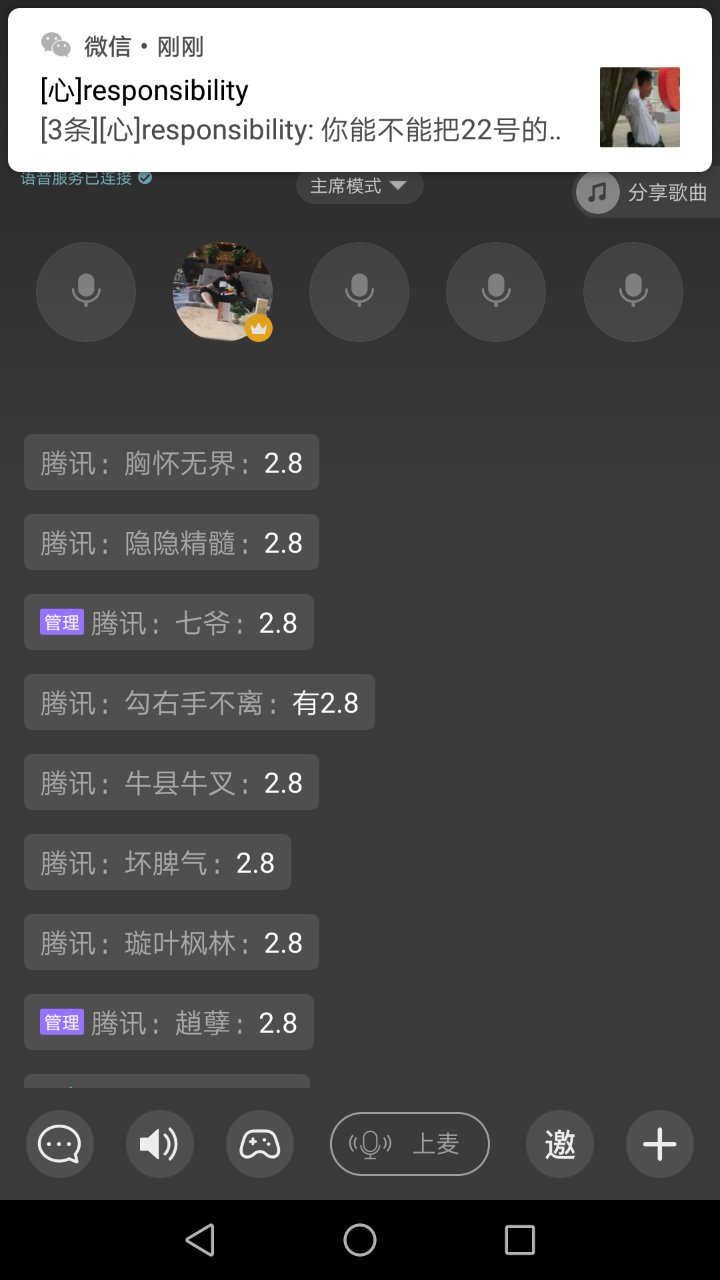 微信・刚刚
[心]responsibility
[3条][心]responsibility: 你能不能把22号的..
语音服务已连接
主席模式
分享歌曲
腾讯：胸怀无界：2.8
腾讯：隐隐精髓：2.8
管理 腾讯：七爷：2.8
腾讯：勾右手不离：有2.8
腾讯：牛县牛叉：2.8
腾讯：坏脾气：2.8
腾讯：璇叶枫林：2.8
管理 腾讯：趙孽：2.8
上麦
邀